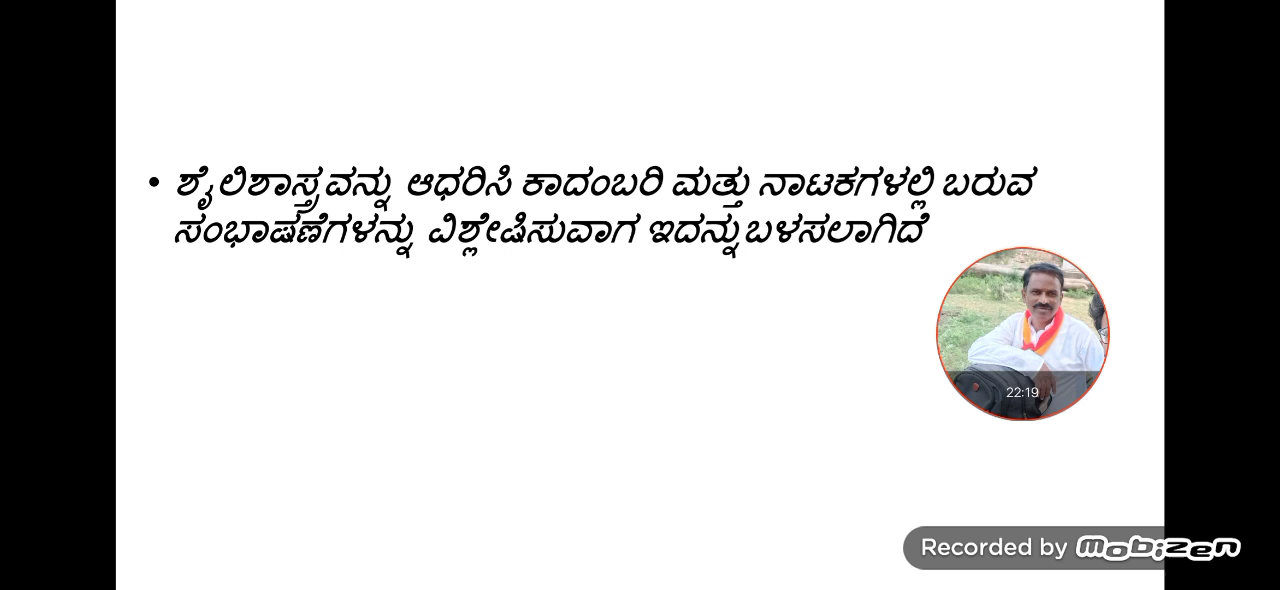 • ಶೈಲಿಶಾಸ್ತ್ರವನ್ನು ಆಧರಿಸಿ ಕಾದಂಬರಿ ಮತ್ತು ನಾಟಕಗಳಲ್ಲಿ ಬರುವ
ಸಂಭಾಷಣೆಗಳನ್ನು ವಿಶ್ಲೇಷಿಸುವಾಗ ಇದನ್ನು ಬಳಸಲಾಗಿದೆ
22:19
Recorded by Mobizen